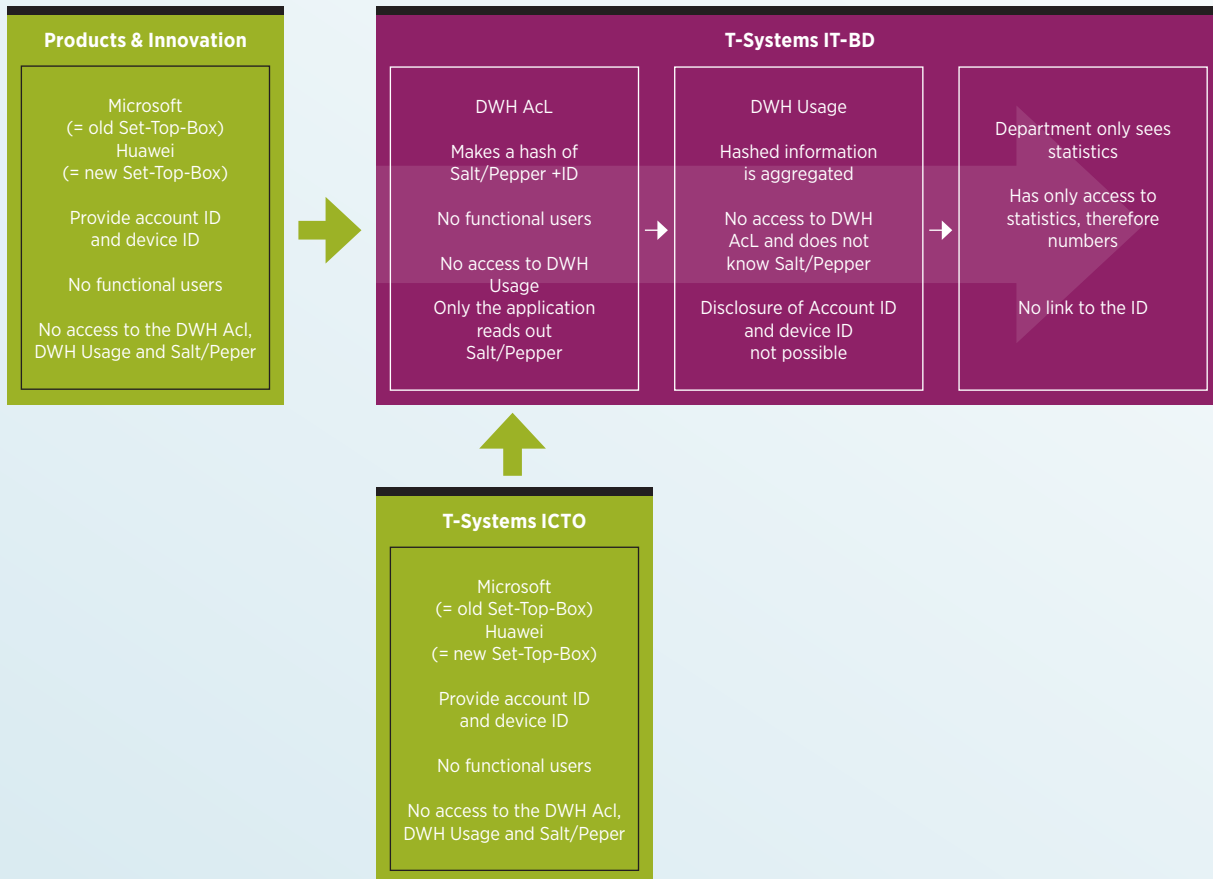 Products & Innovation
Microsoft
(= old Set-Top-Box)
Huawei
(= new Set-Top-Box)
Provide account ID
and device ID
No functional users
No access to the DWH Acl,
DWH Usage and Salt/Peper
T-Systems IT-BD
DWH AcL
Makes a hash of
Salt/Pepper +ID
No functional users
No access to DWH
Usage
Only the application
reads out
Salt/Pepper
DWH Usage
Hashed information
is aggregated
No access to DWH
AcL and does not
know Salt/Pepper
Disclosure of Account ID
and device ID
not possible
Department only sees
statistics
Has only access to
statistics, therefore
numbers
No link to the ID
T-Systems ICTO
Microsoft
(= old Set-Top-Box)
Huawei
(= new Set-Top-Box)
Provide account ID
and device ID
No functional users
No access to the DWH Acl,
DWH Usage and Salt/Peper